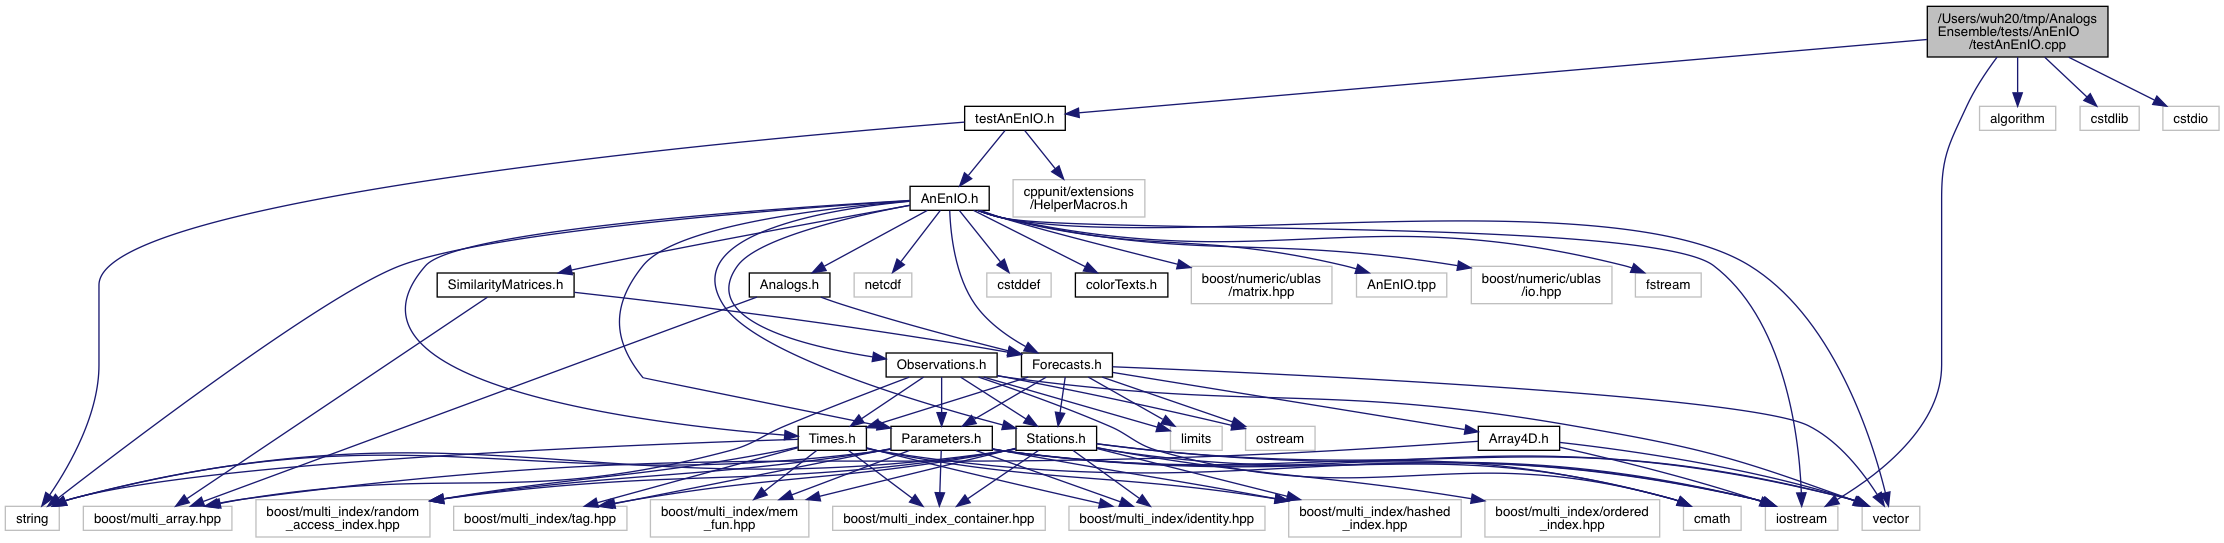 /Users/wuh20/tmp/Analogs
Ensemble/tests/AnEnIO
/testAnEnIO.cpp
testAnEnIO.h
algorithm
cstdlib
cstdio
AnEnIO.h
cppunit/extensions
/HelperMacros.h
SimilarityMatrices.h
Analogs.h
netcdf
cstddef
colorTexts.h
boost/numeric/ublas
/matrix.hpp
AnEnIO.tpp
boost/numeric/ublas
/io.hpp
fstream
Observations.h
Forecasts.h
Times.h
Parameters.h
Stations.h
limits
ostream
Array4D.h
string
boost/multi_array.hpp
boost/multi_index/random
_access_index.hpp
boost/multi_index/tag.hpp
boost/multi_index/mem
_fun.hpp
boost/multi_index_container.hpp
boost/multi_index/identity.hpp
boost/multi_index/hashed
_index.hpp
boost/multi_index/ordered
_index.hpp
cmath
iostream
vector